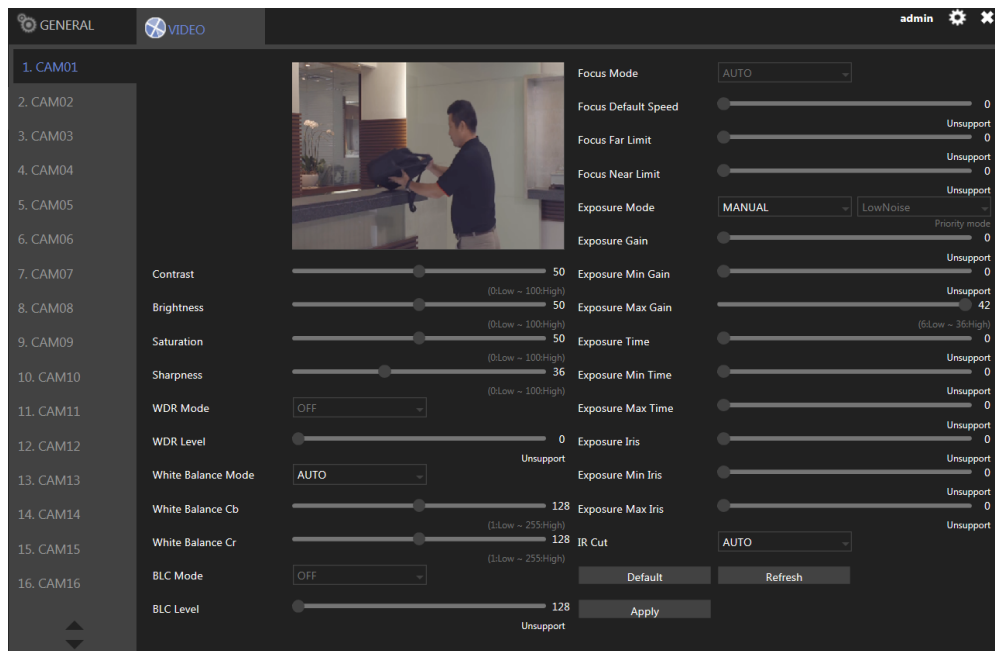 GENERAL
VIDEO
admin
1. CAM01
2. CAM02
3. CAM03
4. CAM04
5. CAM05
6. CAM06
7. CAM07
8. CAM08
9. CAM09
10. CAM10
11. CAM11
12. CAM12
13. CAM13
14. CAM14
15. CAM15
16. CAM16
Contrast 50
(0:Low ~ 100:High)
Brightness 50
(0:Low ~ 100:High)
Saturation 50
(0:Low ~ 100:High)
Sharpness 36
(0:Low ~ 100:High)
WDR Mode OFF
WDR Level 0
Unsupport
White Balance Mode AUTO
White Balance Cb 128
(1:Low ~ 255:High)
White Balance Cr 128
(1:Low ~ 255:High)
BLC Mode OFF
BLC Level 128
Unsupport
Focus Mode AUTO
Focus Default Speed 0
Unsupport
Focus Far Limit 0
Unsupport
Focus Near Limit 0
Unsupport
Exposure Mode MANUAL LowNoise
Priority mode
Exposure Gain 0
Unsupport
Exposure Min Gain 0
Unsupport
Exposure Max Gain 42
(6:Low ~ 36:High)
Exposure Time 0
Unsupport
Exposure Min Time 0
Unsupport
Exposure Max Time 0
Unsupport
Exposure Iris 0
Unsupport
Exposure Min Iris 0
Unsupport
Exposure Max Iris 0
Unsupport
IR Cut AUTO
Default Refresh
Apply